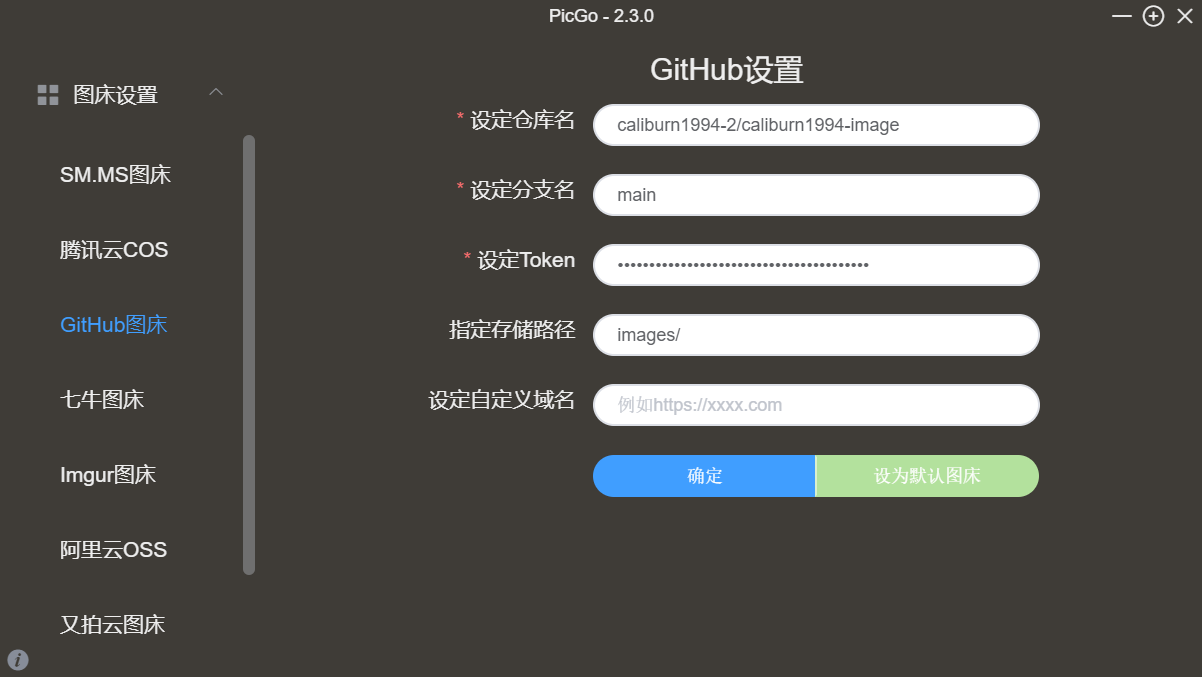 PicGo - 2.3.0
图床设置
SM.MS图床
腾讯云COS
GitHub图床
七牛图床
Imgur图床
阿里云OSS
又拍云图床
GitHub设置
* 设定仓库名
caliburn1994-2/caliburn1994-image
* 设定分支名
main
* 设定Token
••••••••••••••••••••••••••••••••••••••••
指定存储路径
images/
设定自定义域名
例如https://xxxx.com
确定
设为默认图床